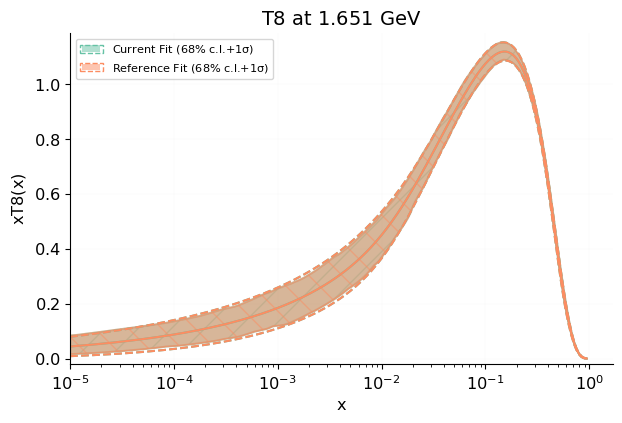 T8 at 1.651 GeV
Current Fit (68% c.l.+1σ)
Reference Fit (68% c.l.+1σ)
xT8(x)
1.0
0.8
0.6
0.4
0.2
0.0
10⁻⁵ 10⁻⁴ 10⁻³ 10⁻² 10⁻¹ 10⁰
x